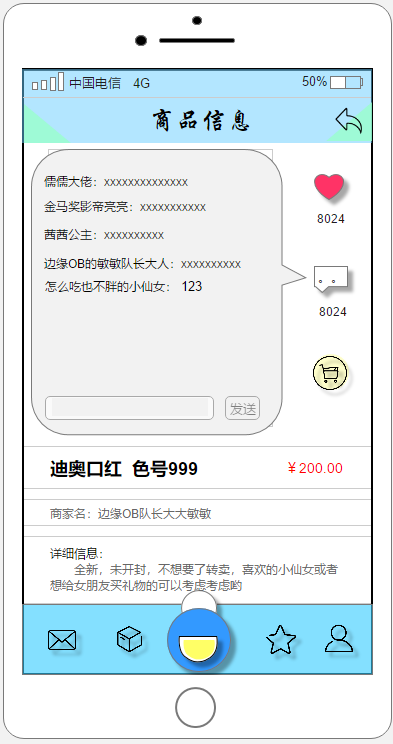 中国电信 4G 50%
商品信息
儒儒大佬：xxxxxxxxxxxxxx
金马奖影帝亮亮：xxxxxxxxxxx
茜茜公主：xxxxxxxxxx
边缘OB的敏敏队长大人：xxxxxxxxxx
怎么吃也不胖的小仙女： 123
发送
8024
8024
迪奥口红 色号999 ￥200.00
商家名：边缘OB队长大大敏敏
详细信息：
全新，未开封，不想要了转卖，喜欢的小仙女或者
想给女朋友买礼物的可以考虑考虑哟